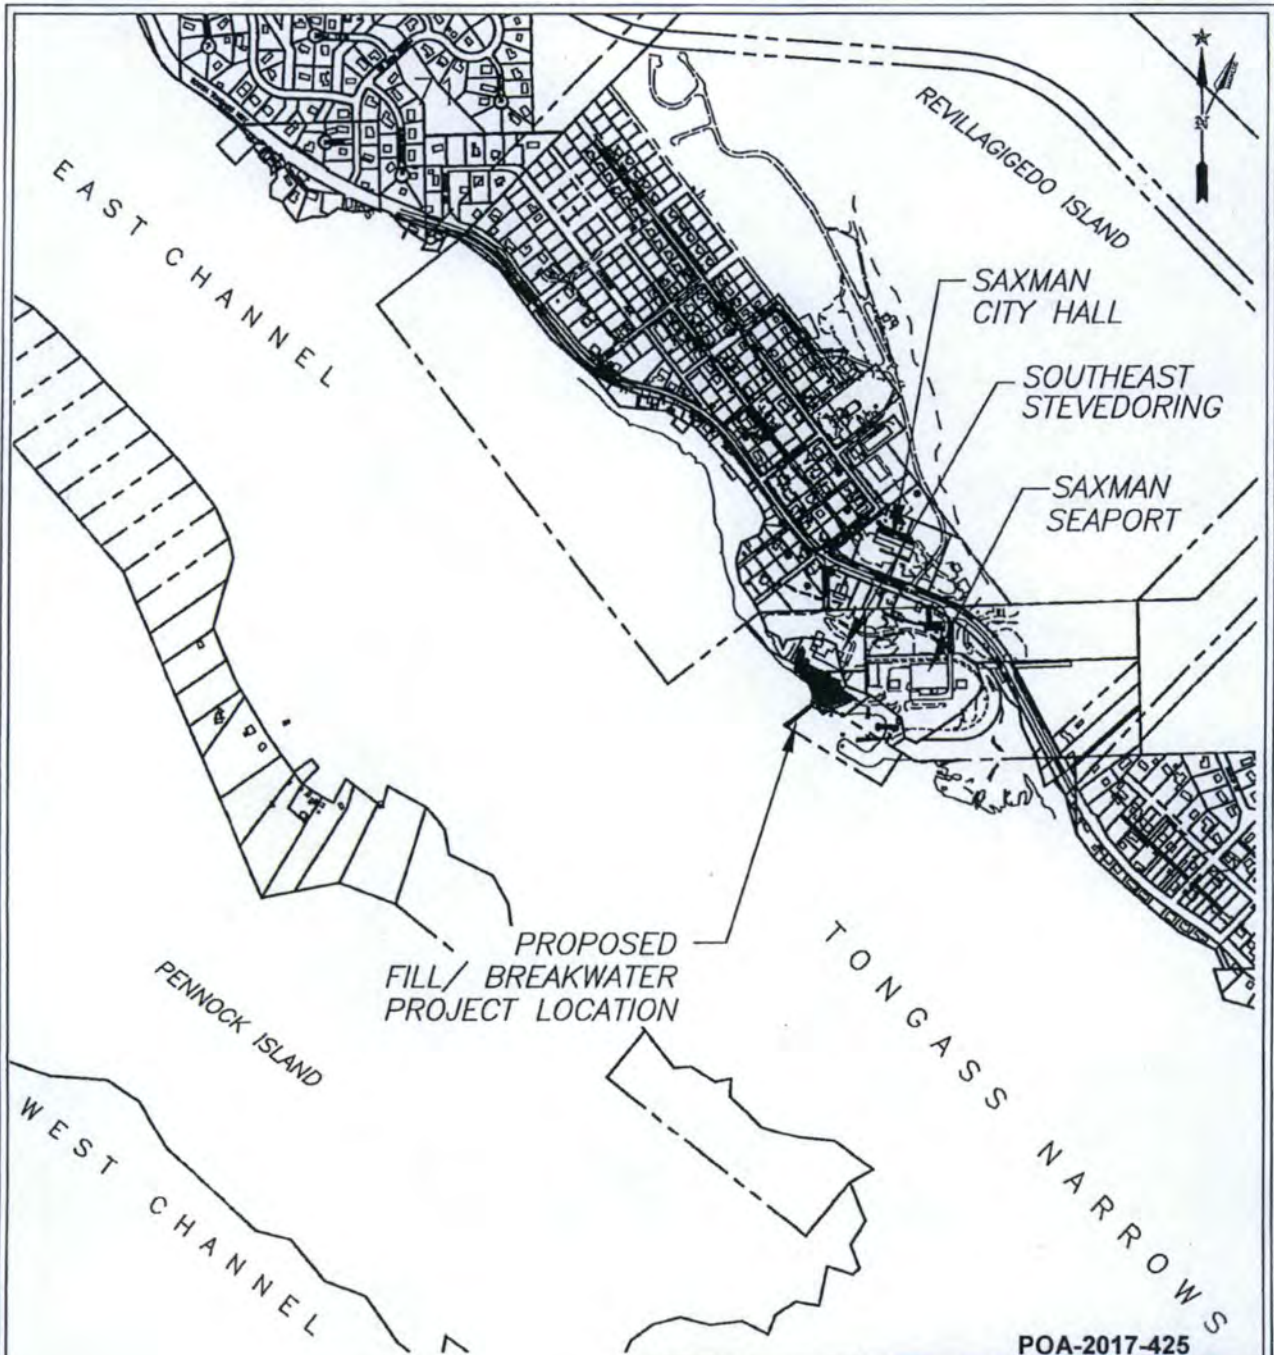 REVILLAGIGEDO ISLAND
N
EAST CHANNEL
SAXMAN
CITY HALL
SOUTHEAST
STEVEDORING
SAXMAN
SEAPORT
PROPOSED
FILL/ BREAKWATER
PROJECT LOCATION
PENNOCK ISLAND
TONGASS NARROWS
WEST CHANNEL
POA-2017-425